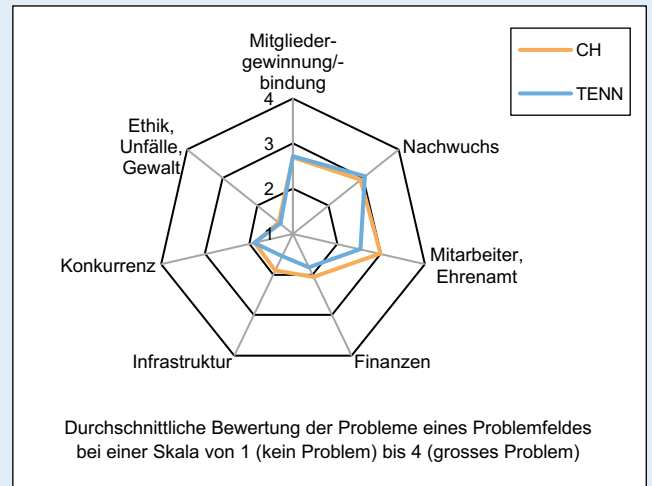 Mitglieder-
gewinnung/-
bindung
CH
TENN
4
3
2
1
Ethik,
Unfälle,
Gewalt
Nachwuchs
Konkurrenz
Mitarbeiter,
Ehrenamt
Infrastruktur
Finanzen
Durchschnittliche Bewertung der Probleme eines Problemfeldes
bei einer Skala von 1 (kein Problem) bis 4 (grosses Problem)